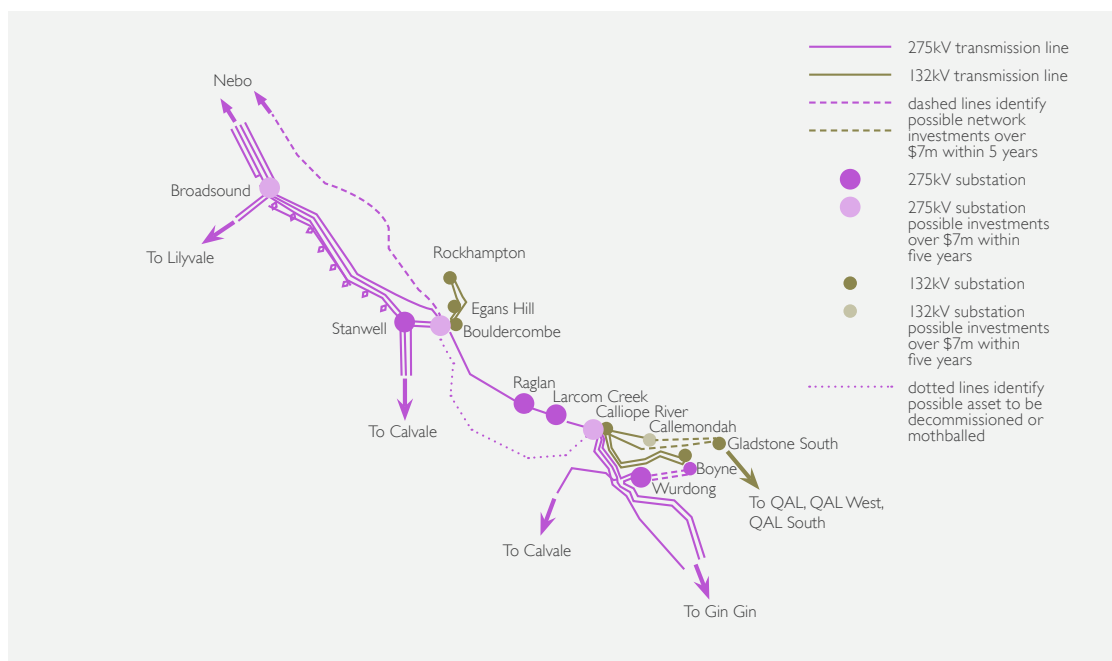 275kV transmission line
132kV transmission line
dashed lines identify
possible network
investments over
$7m within 5 years
275kV substation
275kV substation
possible investments
over $7m within
five years
132kV substation
132kV substation
possible investments
over $7m within
five years
dotted lines identify
possible asset to be
decommissioned or
mothballed
Nebo
Broadsound
To Lilyvale
Rockhampton
Egans Hill
Stanwell
Bouldercombe
Raglan
Larcom Creek
Calliope River
Callemondah
To Calvale
Gladstone South
Boyne
Wurdong
To QAL, QAL West,
QAL South
To Calvale
To Gin Gin